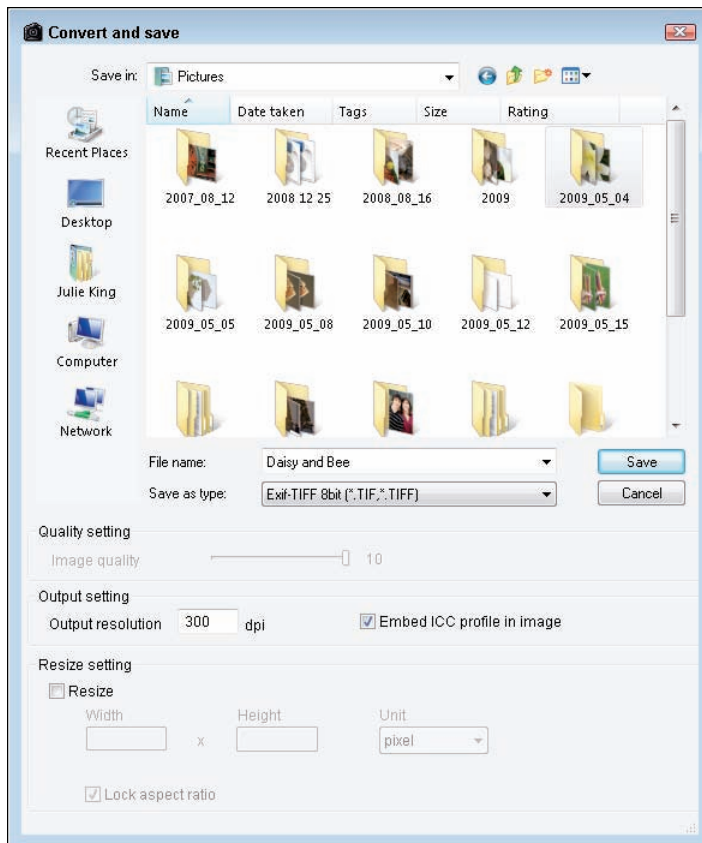 Convert and save
Save in: Pictures
Name Date taken Tags Size Rating
Recent Places
Desktop
Julie King
Computer
Network
2007_08_12 2008 12 25 2008_08_16 2009 2009_05_04
2009_05_05 2009_05_08 2009_05_10 2009_05_12 2009_05_15
File name: Daisy and Bee Save
Save as type: Exif-TIFF 8bit (*.TIF,*.TIFF) Cancel
Quality setting
Image quality 10
Output setting
Output resolution 300 dpi Embed ICC profile in image
Resize setting
Resize
Width Height Unit
x pixel
Lock aspect ratio